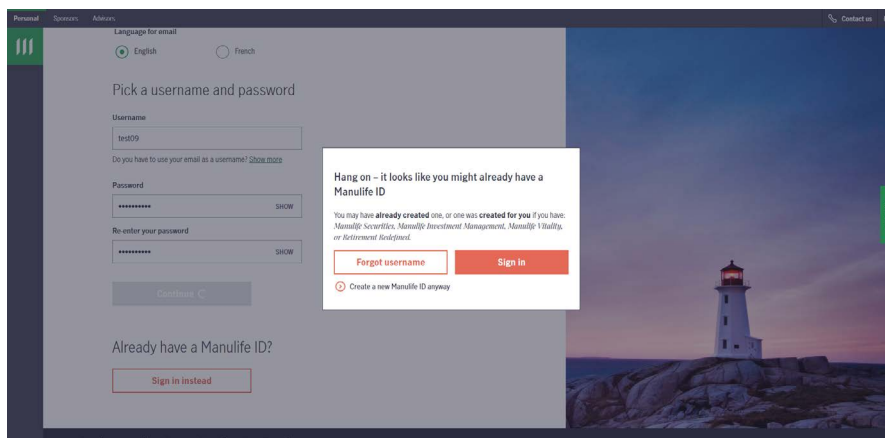 Personal Sponsors Advisors Contact us
Language for email
English French
Pick a username and password
Username
test09
Do you have to use your email as a username? Show more
Password
•••••••••• SHOW
Re-enter your password
•••••••••• SHOW
Continue
Already have a Manulife ID?
Sign in instead
Hang on – it looks like you might already have a
Manulife ID
You may have already created one, or one was created for you if you have:
Manulife Securities, Manulife Investment Management, Manulife Vitality,
or Retirement Redefined.
Forgot username Sign in
Create a new Manulife ID anyway